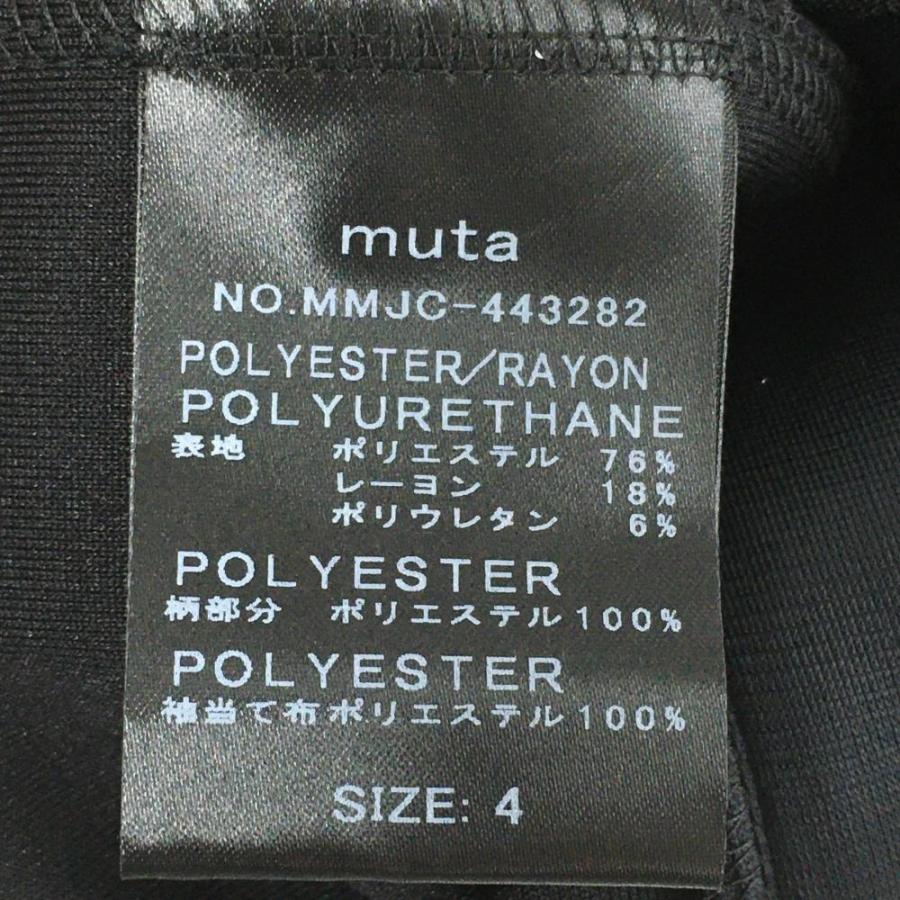 muta
NO.MMJC-443282
POLYESTER/RAYON
POLYURETHANE
表地 ポリエステル 76%
レーヨン 18%
ポリウレタン 6%
POLYESTER
柄部分 ポリエステル100%
POLYESTER
袖当て布ポリエステル100%
SIZE: 4